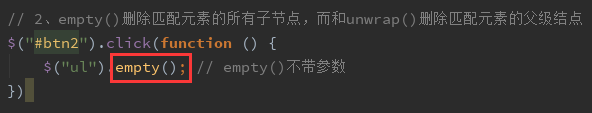 // 2、empty()删除匹配元素的所有子节点，而和unwrap()删除匹配元素的父级结点
$("#btn2").click(function () {
$("ul").empty(); // empty()不带参数
})